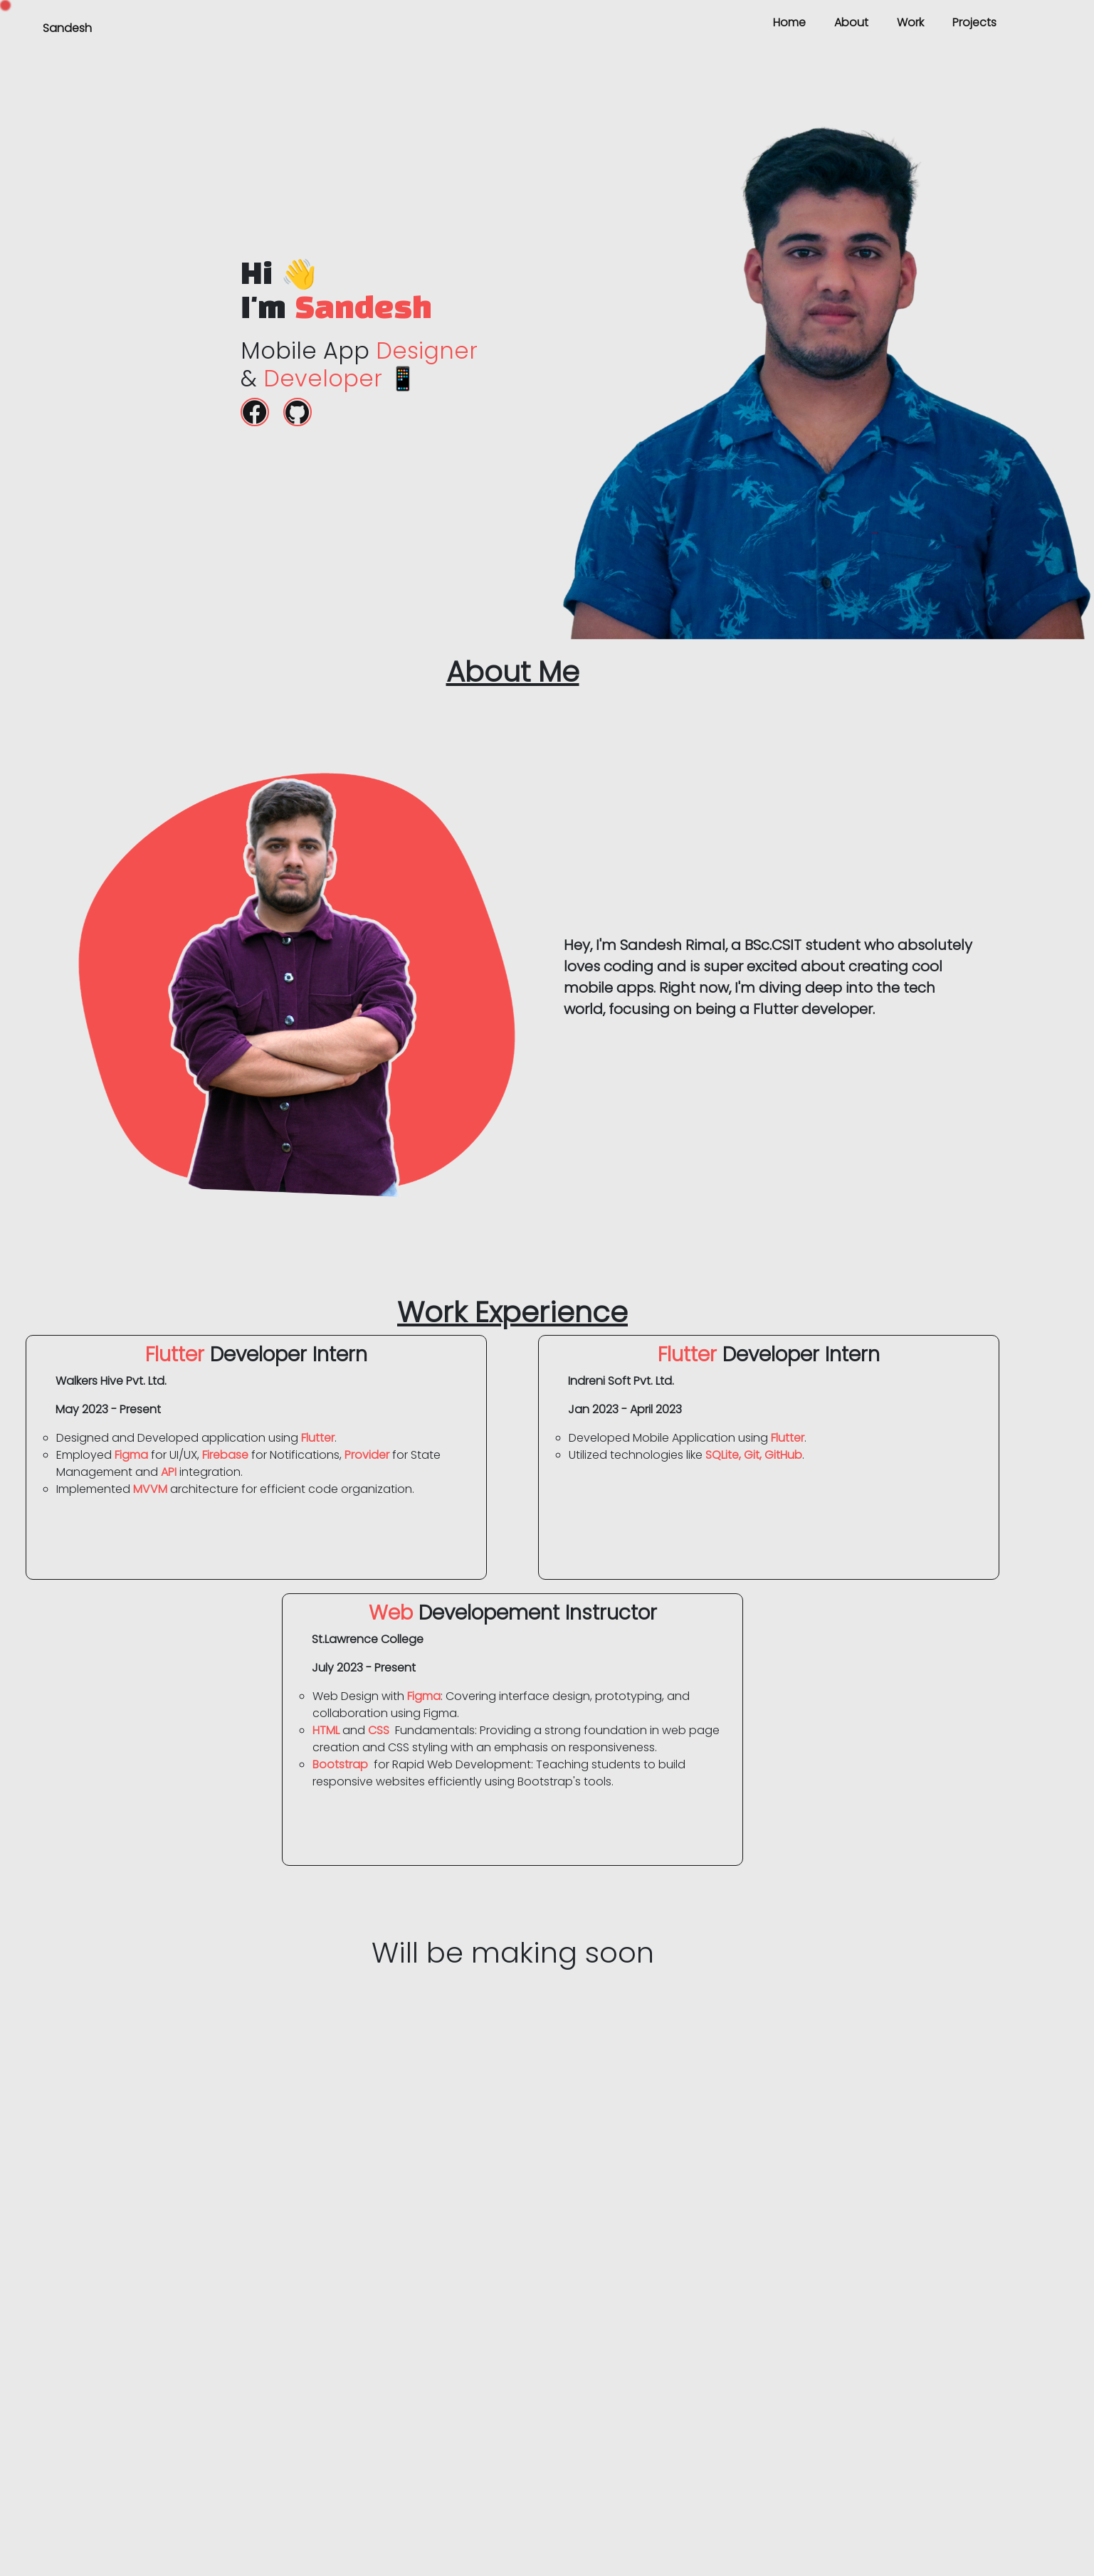 Sandesh
Home About Work Projects
Hi 👋
I'm Sandesh
Mobile App Designer
& Developer 📱
About Me
Hey, I'm Sandesh Rimal, a BSc.CSIT student who absolutely
loves coding and is super excited about creating cool
mobile apps. Right now, I'm diving deep into the tech
world, focusing on being a Flutter developer.
Work Experience
Flutter Developer Intern
Walkers Hive Pvt. Ltd.
May 2023 - Present
Designed and Developed application using Flutter.
Employed Figma for UI/UX, Firebase for Notifications, Provider for State
Management and API integration.
Implemented MVVM architecture for efficient code organization.
Flutter Developer Intern
Indreni Soft Pvt. Ltd.
Jan 2023 - April 2023
Developed Mobile Application using Flutter.
Utilized technologies like SQLite, Git, GitHub.
Web Developement Instructor
St.Lawrence College
July 2023 - Present
Web Design with Figma: Covering interface design, prototyping, and
collaboration using Figma.
HTML and CSS Fundamentals: Providing a strong foundation in web page
creation and CSS styling with an emphasis on responsiveness.
Bootstrap for Rapid Web Development: Teaching students to build
responsive websites efficiently using Bootstrap's tools.
Will be making soon